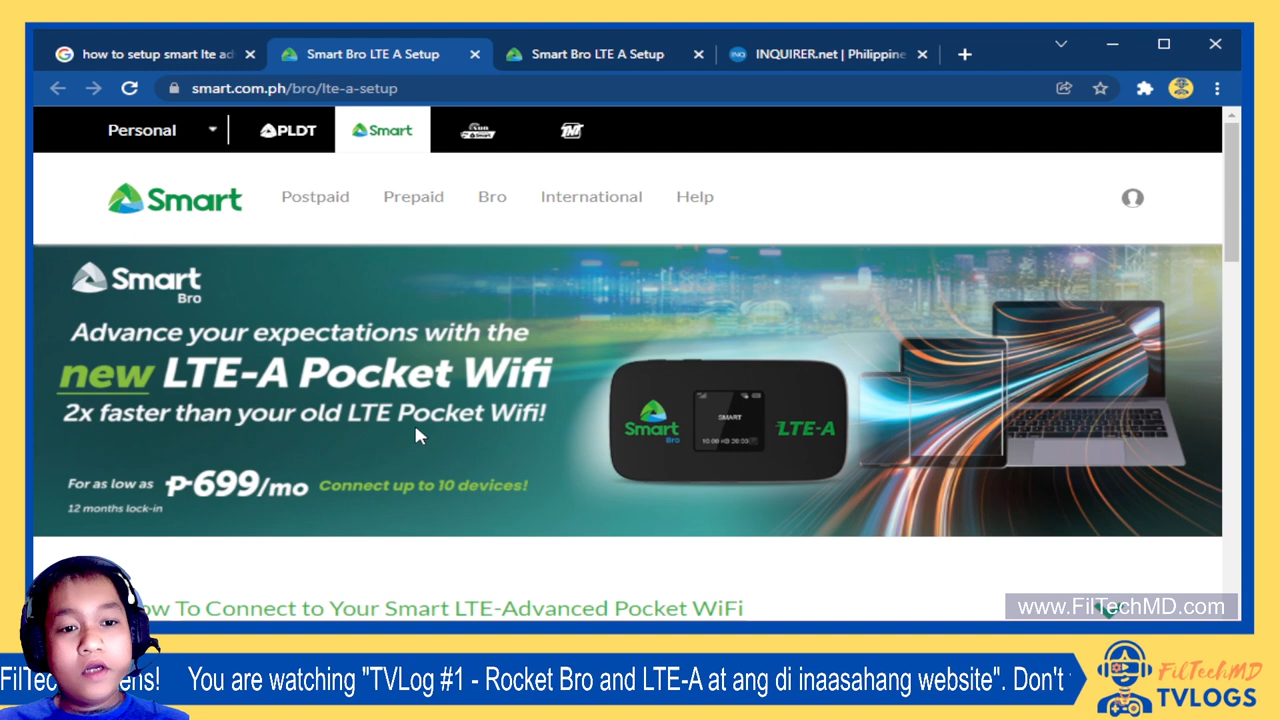 how to setup smart lte ad
Smart Bro LTE A Setup
Smart Bro LTE A Setup
INQ
INQUIRER.net | Philippine
smart.com.ph/bro/lte-a-setup
Personal
PLDT
Smart
Sun
Smart
TNT
Smart
Postpaid
Prepaid
Bro
International
Help
Smart
Bro
Advance your expectations with the
new LTE-A Pocket Wifi
2x faster than your old LTE Pocket Wifi!
For as low as
₱699/mo
Connect up to 10 devices!
12 months lock-in
Smart
Bro
SMART
LTE-A
ow To Connect to Your Smart LTE-Advanced Pocket WiFi
www.FilTechMD.com
FilTec ens! You are watching "TVLog #1 - Rocket Bro and LTE-A at ang di inaasahang website". Don't
FilTechMD
TVLOGS